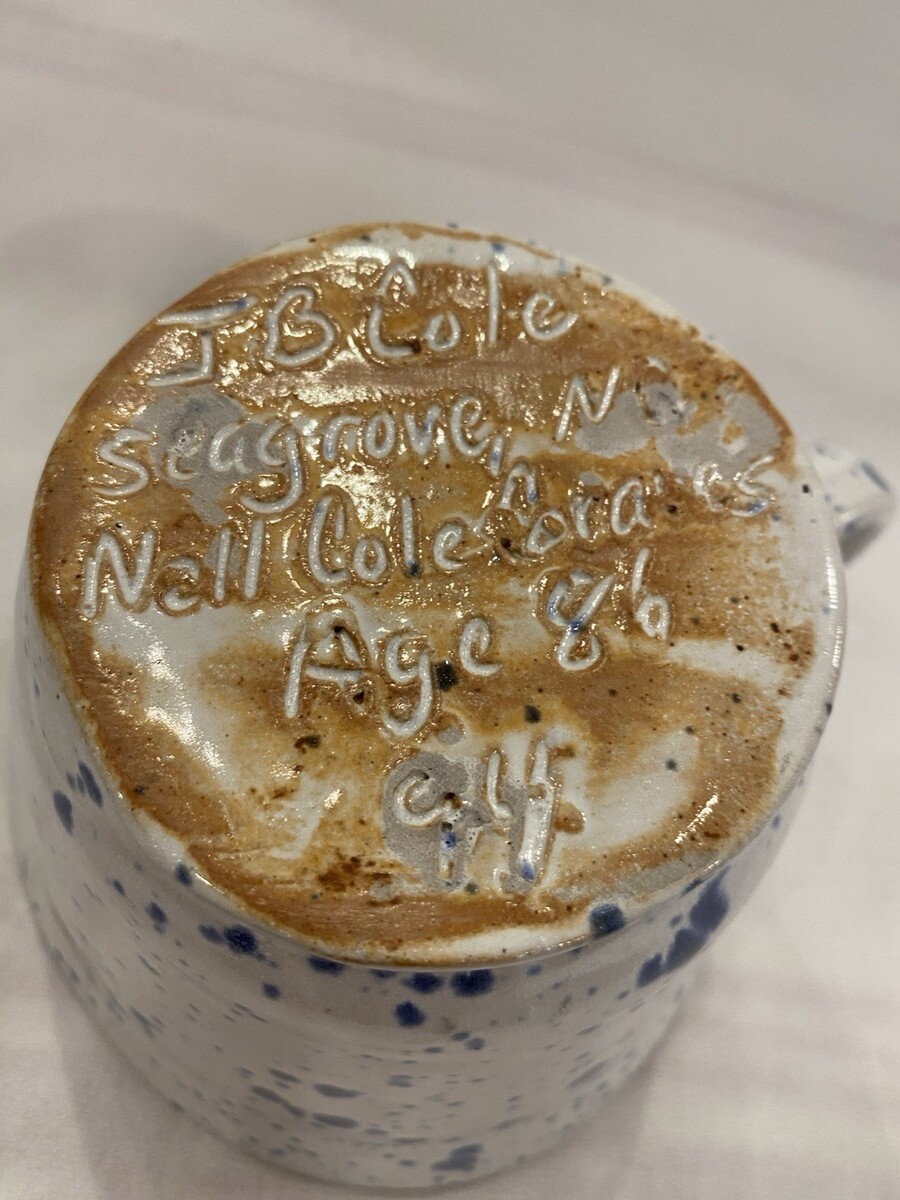 J B Cole
Seagrove, NC
Nell Cole Graves
Age 86
94